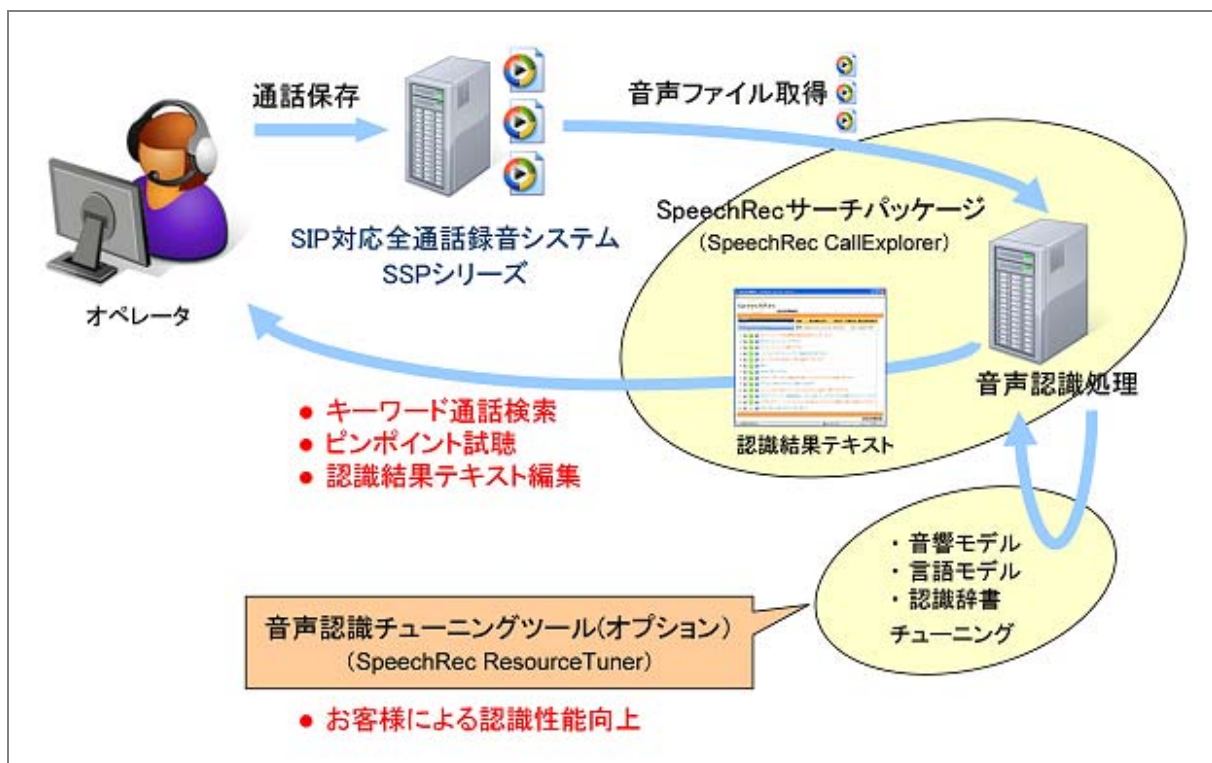 通話保存
音声ファイル取得
SIP対応全通話録音システム
SSPシリーズ
オペレータ
SpeechRecサーチパッケージ
(SpeechRec CallExplorer)
音声認識処理
認識結果テキスト
● キーワード通話検索
● ピンポイント試聴
● 認識結果テキスト編集
・ 音響モデル
・ 言語モデル
・ 認識辞書
チューニング
音声認識チューニングツール(オプション)
(SpeechRec ResourceTuner)
● お客様による認識性能向上